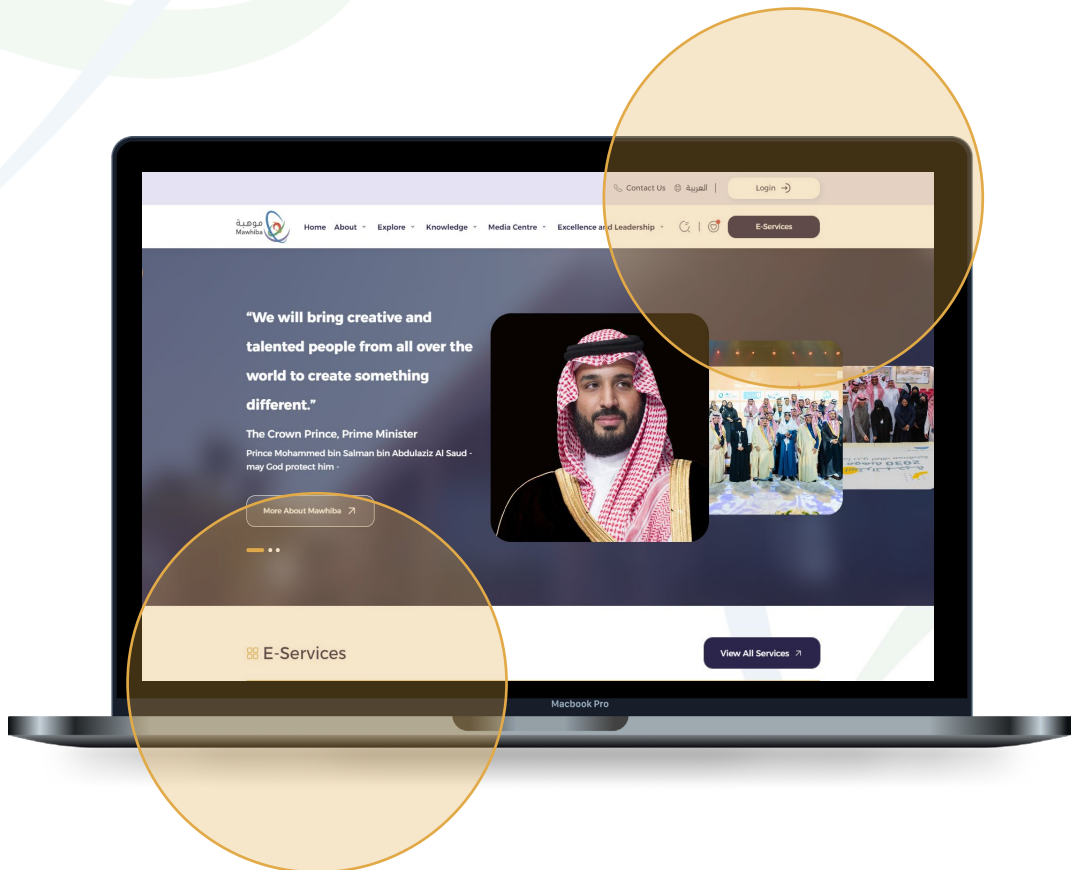 Contact Us العربية Login
موهبة
Mawhiba
Home About Explore Knowledge Media Centre Excellence and Leadership E-Services
“We will bring creative and
talented people from all over the
world to create something
different.”
The Crown Prince, Prime Minister
Prince Mohammed bin Salman bin Abdulaziz Al Saud -
may God protect him -
More About Mawhiba
2030
E-Services
View All Services
Macbook Pro